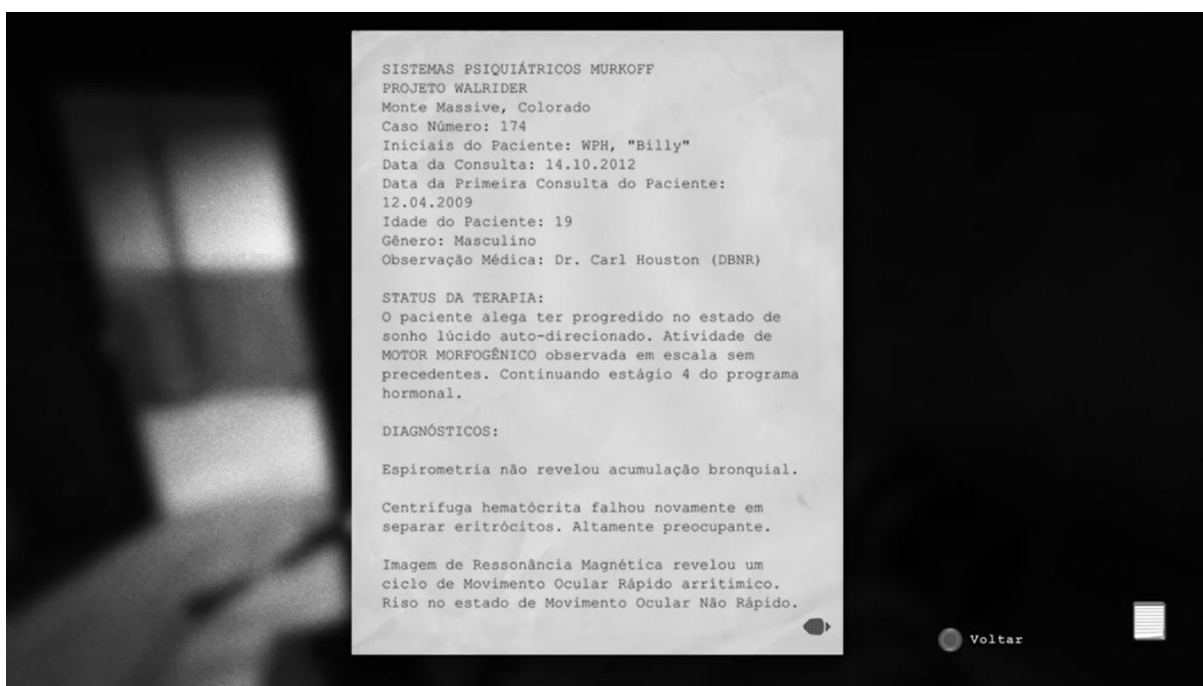 SISTEMAS PSIQUIÁTRICOS MURKOFF
PROJETO WALRIDER
Monte Massive, Colorado
Caso Número: 174
Iniciais do Paciente: WPH, "Billy"
Data da Consulta: 14.10.2012
Data da Primeira Consulta do Paciente:
12.04.2009
Idade do Paciente: 19
Gênero: Masculino
Observação Médica: Dr. Carl Houston (DBNR)
STATUS DA TERAPIA:
O paciente alega ter progredido no estado de
sonho lúcido auto-direcionado. Atividade de
MOTOR MORFOGÊNICO observada em escala sem
precedentes. Continuando estágio 4 do programa
hormonal.
DIAGNÓSTICOS:
Espirometria não revelou acumulação bronquial.
Centrífuga hematócrita falhou novamente em
separar eritrócitos. Altamente preocupante.
Imagem de Ressonância Magnética revelou um
ciclo de Movimento Ocular Rápido arritímico.
Riso no estado de Movimento Ocular Não Rápido.
Voltar